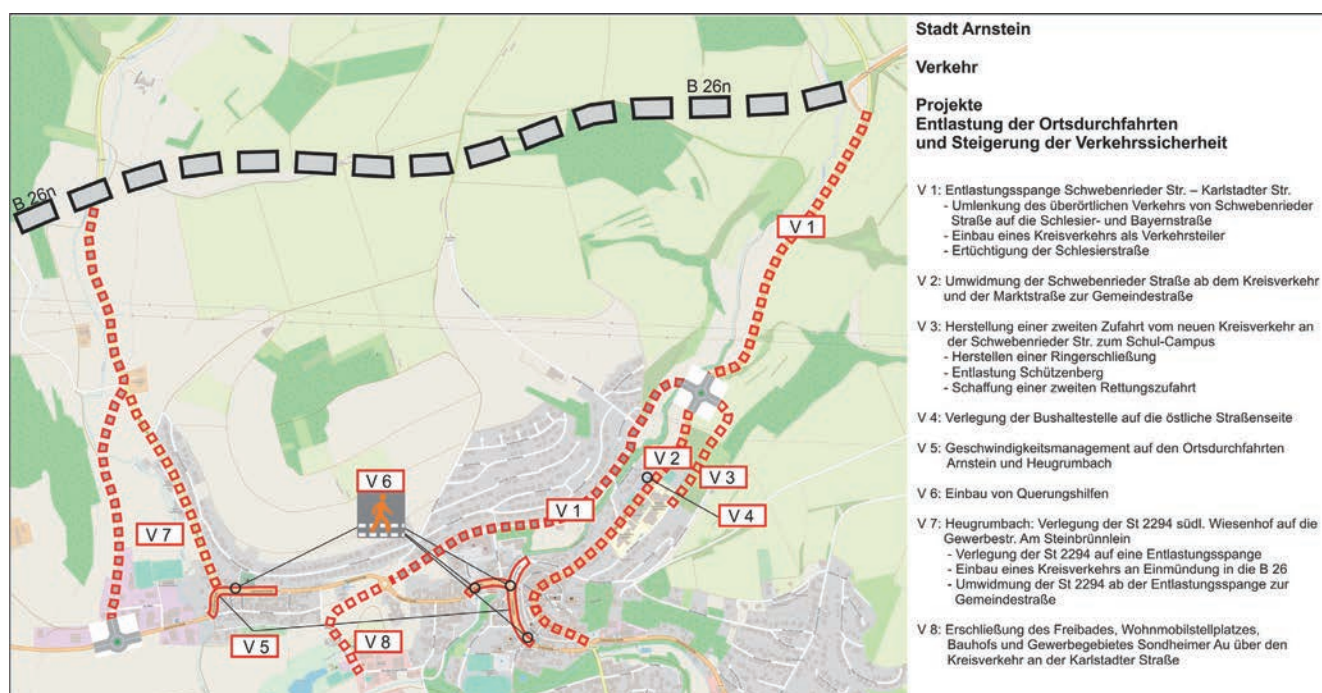 B 26n
B 26n
V 1
V 2
V 3
V 6
V 1
V 4
V 7
V 5
V 8
Stadt Arnstein
Verkehr
Projekte
Entlastung der Ortsdurchfahrten
und Steigerung der Verkehrssicherheit
V 1: Entlastungsspange Schwebenrieder Str. – Karlstadter Str.
- Umlenkung des überörtlichen Verkehrs von Schwebenrieder
Straße auf die Schlesier- und Bayernstraße
- Einbau eines Kreisverkehrs als Verkehrsteiler
- Ertüchtigung der Schlesierstraße
V 2: Umwidmung der Schwebenrieder Straße ab dem Kreisverkehr
und der Marktstraße zur Gemeindestraße
V 3: Herstellung einer zweiten Zufahrt vom neuen Kreisverkehr an
der Schwebenrieder Str. zum Schul-Campus
- Herstellen einer Ringerschließung
- Entlastung Schützenberg
- Schaffung einer zweiten Rettungszufahrt
V 4: Verlegung der Bushaltestelle auf die östliche Straßenseite
V 5: Geschwindigkeitsmanagement auf den Ortsdurchfahrten
Arnstein und Heugrumbach
V 6: Einbau von Querungshilfen
V 7: Heugrumbach: Verlegung der St 2294 südl. Wiesenhof auf die
Gewerbestr. Am Steinbrünnlein
- Verlegung der St 2294 auf eine Entlastungsspange
- Einbau eines Kreisverkehrs an Einmündung in die B 26
- Umwidmung der St 2294 ab der Entlastungsspange zur
Gemeindestraße
V 8: Erschließung des Freibades, Wohnmobilstellplatzes,
Bauhofs und Gewerbegebietes Sondheimer Au über den
Kreisverkehr an der Karlstadter Straße